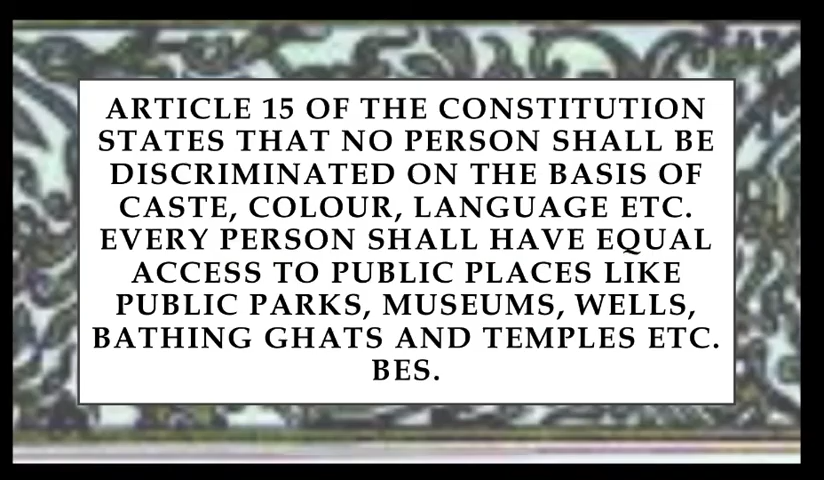 ARTICLE 15 OF THE CONSTITUTION
STATES THAT NO PERSON SHALL BE
DISCRIMINATED ON THE BASIS OF
CASTE, COLOUR, LANGUAGE ETC.
EVERY PERSON SHALL HAVE EQUAL
ACCESS TO PUBLIC PLACES LIKE
PUBLIC PARKS, MUSEUMS, WELLS,
BATHING GHATS AND TEMPLES ETC.
BES.